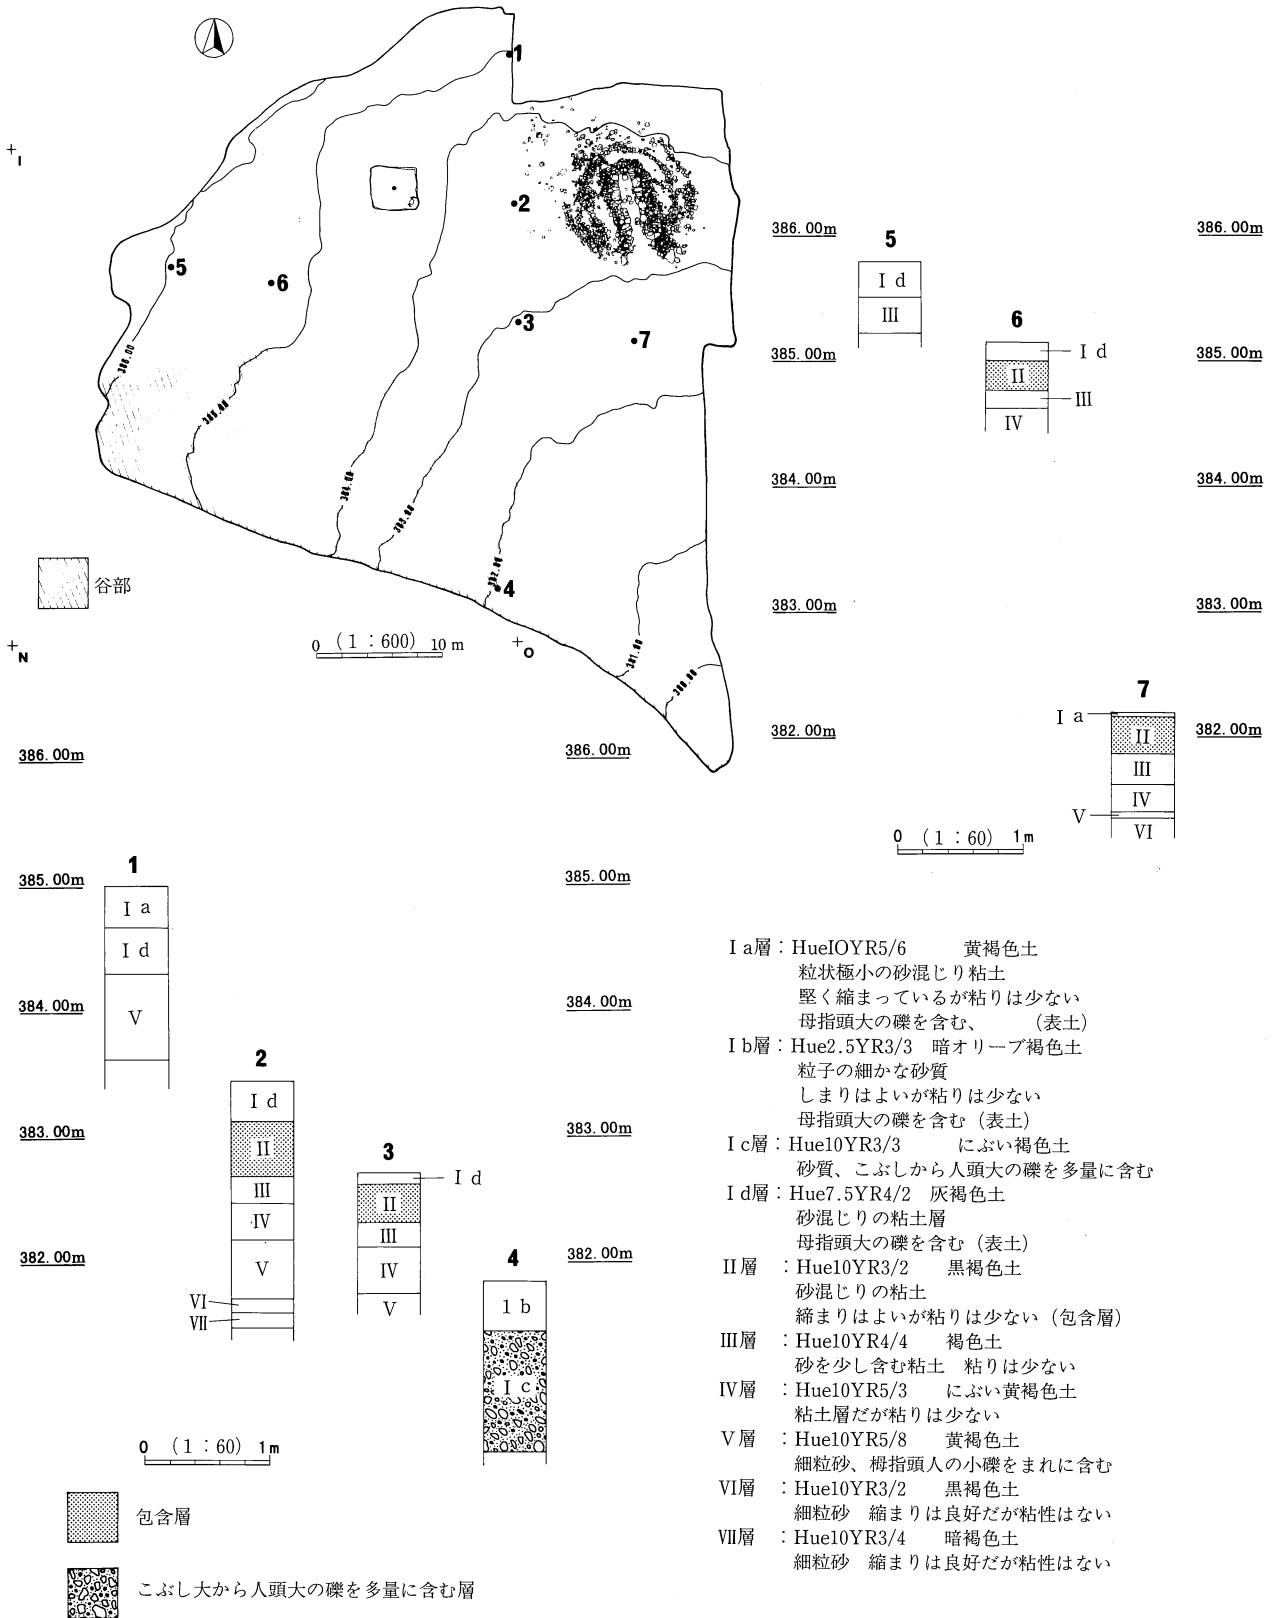 1
I
2
5
6
3
7
386.00
385.00
384.00
383.00
382.00
4
381.00
380.00
谷部
N
O
0 (1:600) 10 m
386.00m
385.00m
384.00m
383.00m
382.00m
386.00m
385.00m
384.00m
383.00m
382.00m
5
I d
III
6
I d
II
III
IV
7
I a
II
III
IV
V
VI
0 (1:60) 1m
386.00m
385.00m
384.00m
383.00m
382.00m
386.00m
385.00m
384.00m
383.00m
382.00m
1
I a
I d
V
2
I d
II
III
IV
V
VI
VII
3
I d
II
III
IV
V
4
1 b
I c
0 (1:60) 1m
包含層
こぶし大から人頭大の礫を多量に含む層
I a層：HueIOYR5/6 黄褐色土
粒状極小の砂混じり粘土
堅く縮まっているが粘りは少ない
母指頭大の礫を含む、 （表土）
I b層：Hue2.5YR3/3 暗オリーブ褐色土
粒子の細かな砂質
しまりはよいが粘りは少ない
母指頭大の礫を含む（表土）
I c層：Hue10YR3/3 にぶい褐色土
砂質、こぶしから人頭大の礫を多量に含む
I d層：Hue7.5YR4/2 灰褐色土
砂混じりの粘土層
母指頭大の礫を含む（表土）
II層 ：Hue10YR3/2 黒褐色土
砂混じりの粘土
締まりはよいが粘りは少ない（包含層）
III層 ：Hue10YR4/4 褐色土
砂を少し含む粘土 粘りは少ない
IV層 ：Hue10YR5/3 にぶい黄褐色土
粘土層だが粘りは少ない
V層 ：Hue10YR5/8 黄褐色土
細粒砂、栂指頭人の小礫をまれに含む
VI層 ：Hue10YR3/2 黒褐色土
細粒砂 縮まりは良好だが粘性はない
VII層 ：Hue10YR3/4 暗褐色土
細粒砂 縮まりは良好だが粘性はない